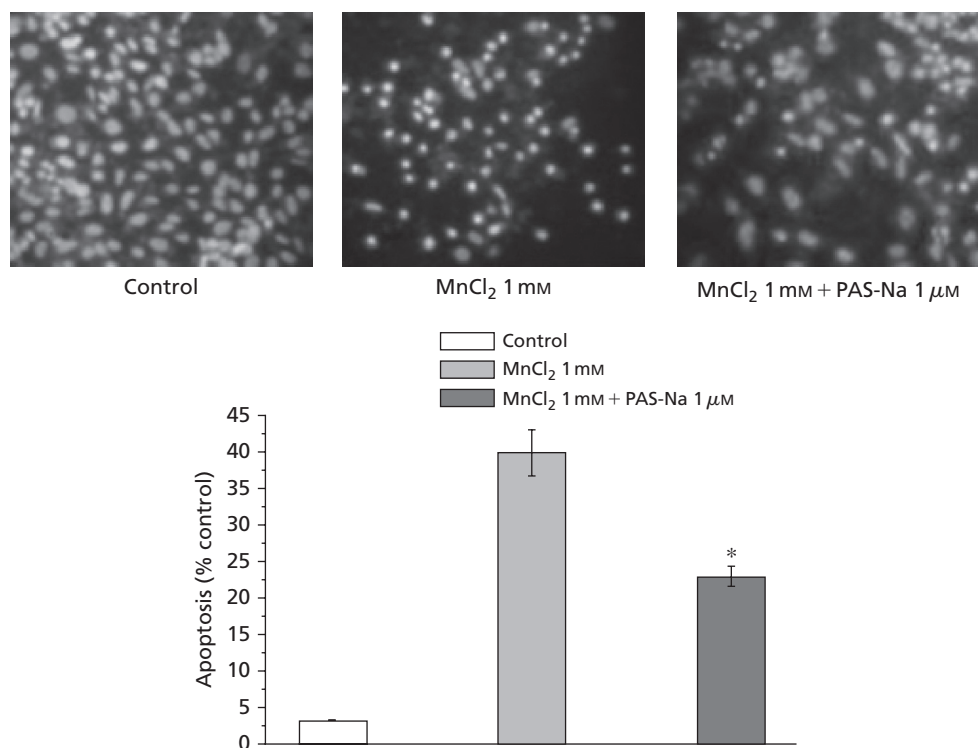 Control
MnCl₂ 1 mM
MnCl₂ 1 mM + PAS-Na 1 μM
Control
MnCl₂ 1 mM
MnCl₂ 1 mM + PAS-Na 1 μM
Apoptosis (% control)
45
40
35
30
25
20
15
10
5
0
*